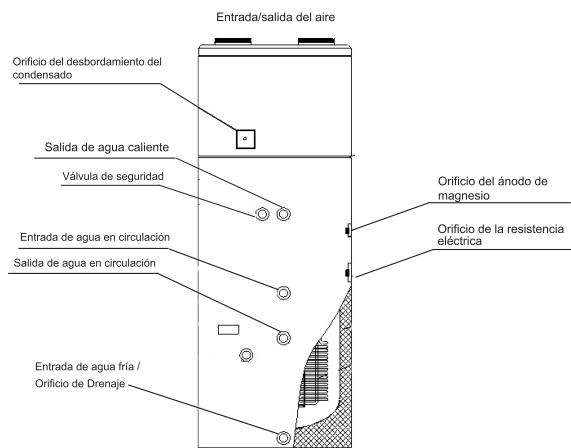 Entrada/salida del aire
Orificio del desbordamiento del
condensado
Salida de agua caliente
Válvula de seguridad
Orificio del ánodo de
magnesio
Orificio de la resistencia
eléctrica
Entrada de agua en circulación
Salida de agua en circulación
Entrada de agua fría /
Orificio de Drenaje